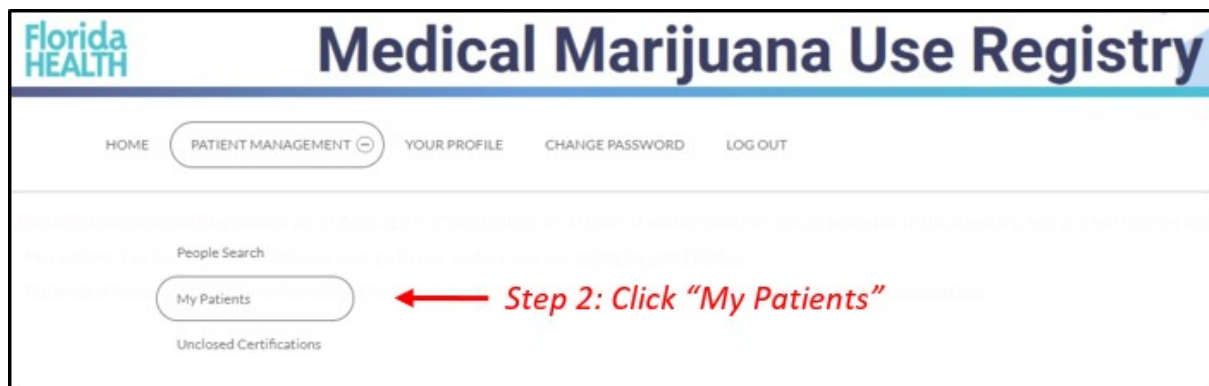 Florida
HEALTH
Medical Marijuana Use Registry
HOME PATIENT MANAGEMENT YOUR PROFILE CHANGE PASSWORD LOG OUT
People Search
My Patients
Step 2: Click “My Patients”
Unclosed Certifications